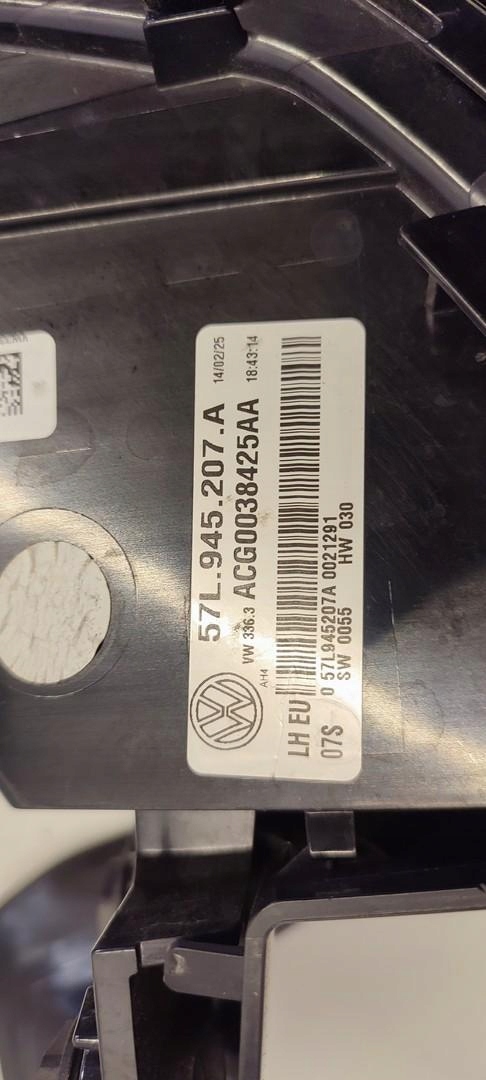 57L.945.207.A 14/02/25
VW 336.3 ACG0038425AA 18:43:14
AH4
LH EU
07S 0 57L945207A 0021291
SW 0055 HW 030